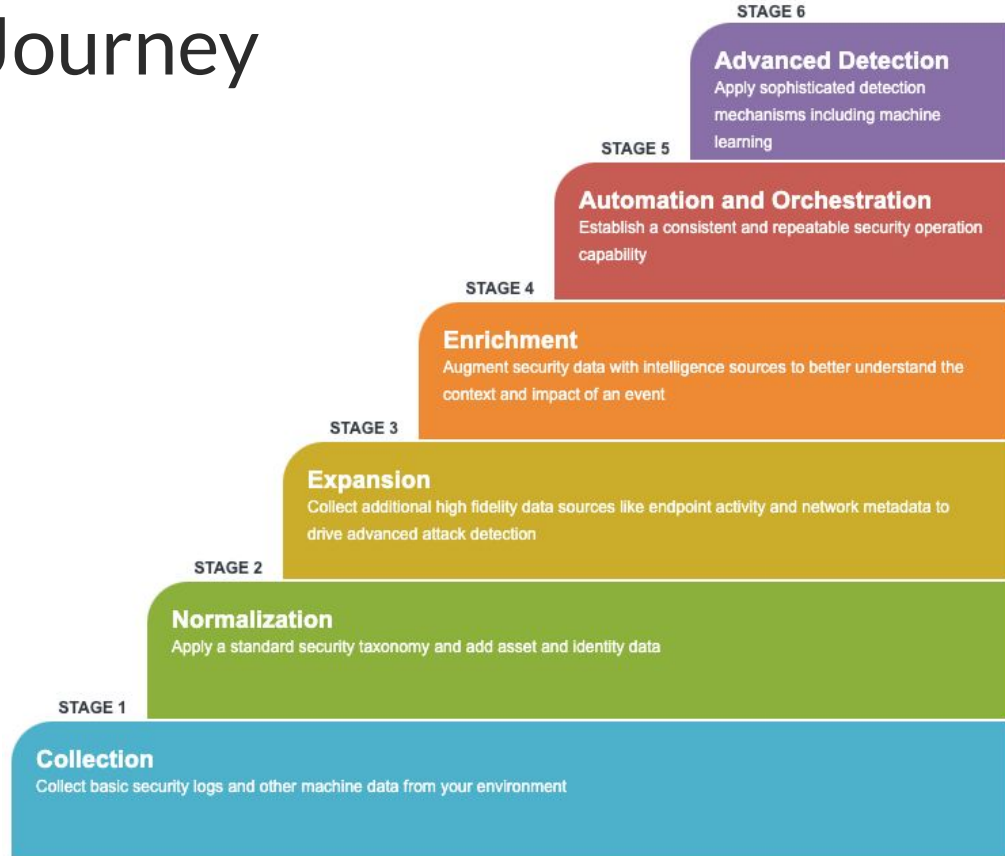 Journey
STAGE 6
Advanced Detection
Apply sophisticated detection
mechanisms including machine
learning
STAGE 5
Automation and Orchestration
Establish a consistent and repeatable security operation
capability
STAGE 4
Enrichment
Augment security data with intelligence sources to better understand the
context and impact of an event
STAGE 3
Expansion
Collect additional high fidelity data sources like endpoint activity and network metadata to
drive advanced attack detection
STAGE 2
Normalization
Apply a standard security taxonomy and add asset and identity data
STAGE 1
Collection
Collect basic security logs and other machine data from your environment